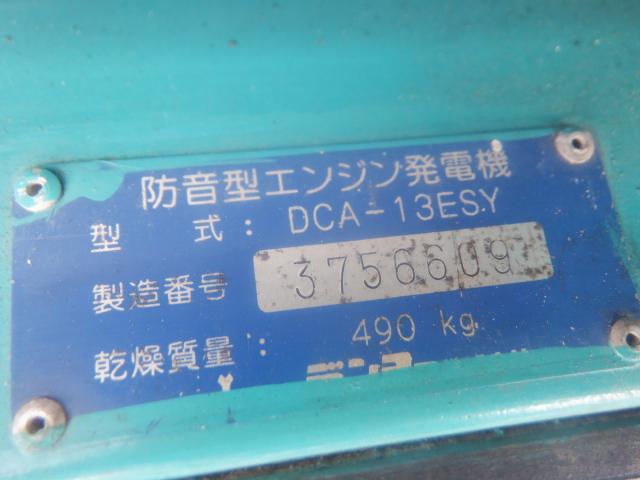 防音型エンジン発電機
型 式: DCA-13ESY
製造番号 3756609
乾燥質量: 490 kg